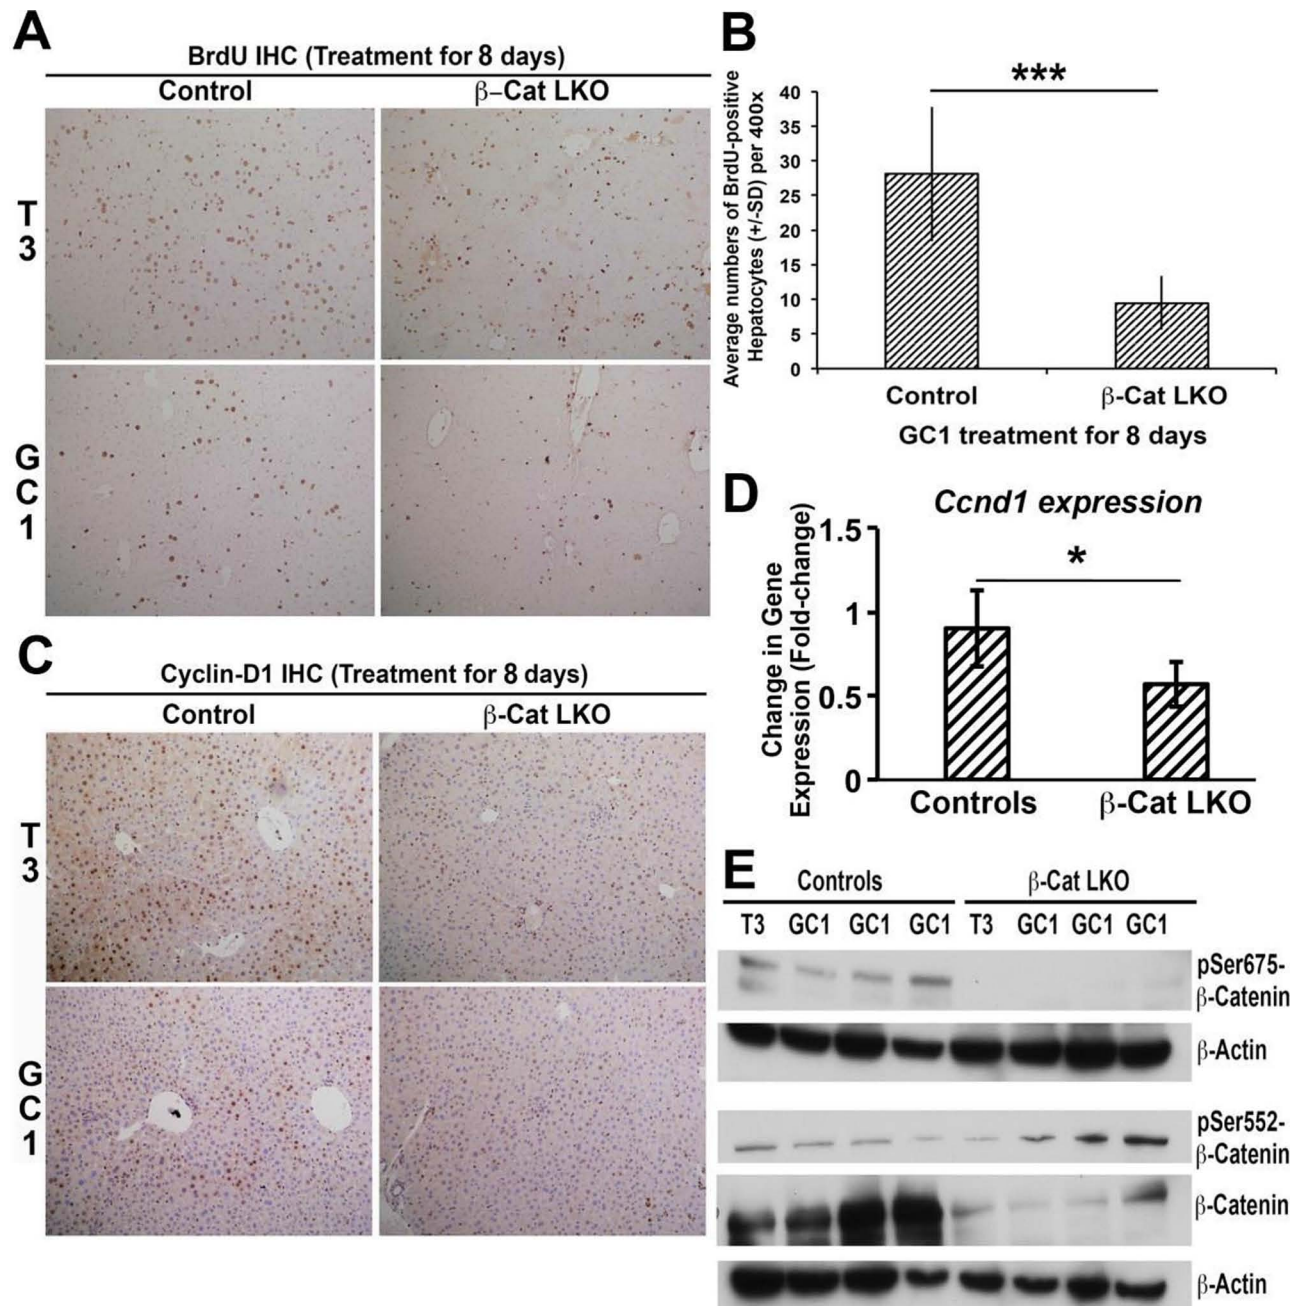 A
BrdU IHC (Treatment for 8 days)
Control
β–Cat LKO
T3
GC1
B
***
Average numbers of BrdU-positive
Hepatocytes (+/-SD) per 400x
40
35
30
25
20
15
10
5
0
Control
β-Cat LKO
GC1 treatment for 8 days
C
Cyclin-D1 IHC (Treatment for 8 days)
Control
β-Cat LKO
T3
GC1
D
Ccnd1 expression
*
Change in Gene
Expression (Fold-change)
1.5
1
0.5
0
Controls
β-Cat LKO
E
Controls
β-Cat LKO
T3 GC1 GC1 GC1 T3 GC1 GC1 GC1
pSer675-
β-Catenin
β-Actin
pSer552-
β-Catenin
β-Catenin
β-Actin